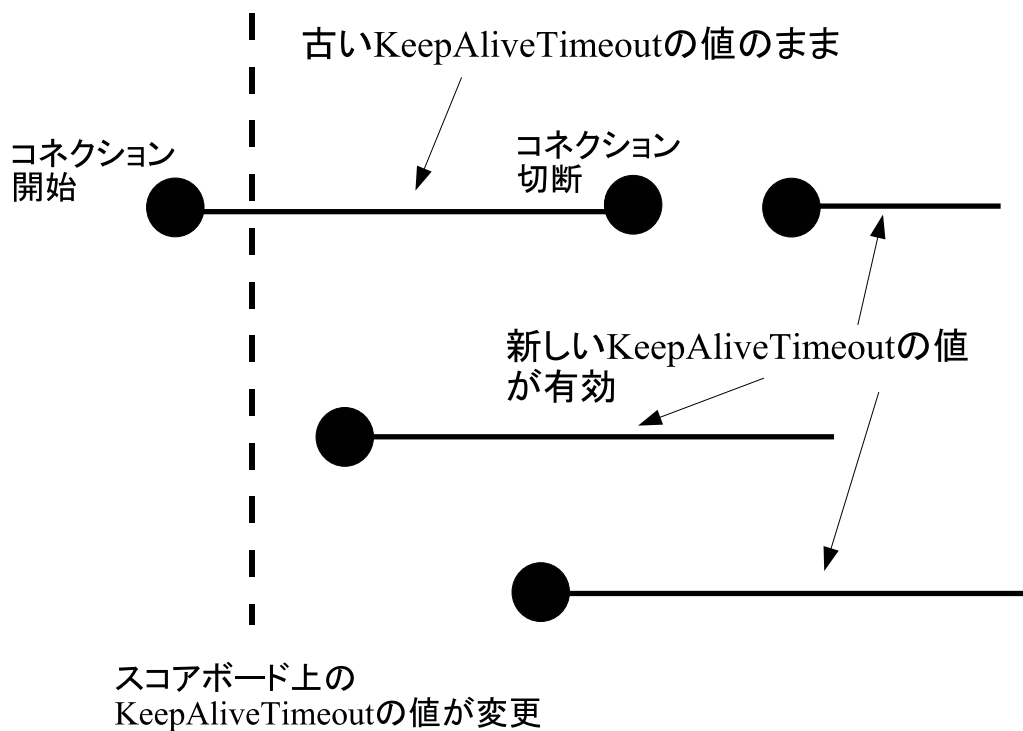 古いKeepAliveTimeoutの値のまま
コネクション
開始
コネクション
切断
新しいKeepAliveTimeoutの値
が有効
スコアボード上の
KeepAliveTimeoutの値が変更